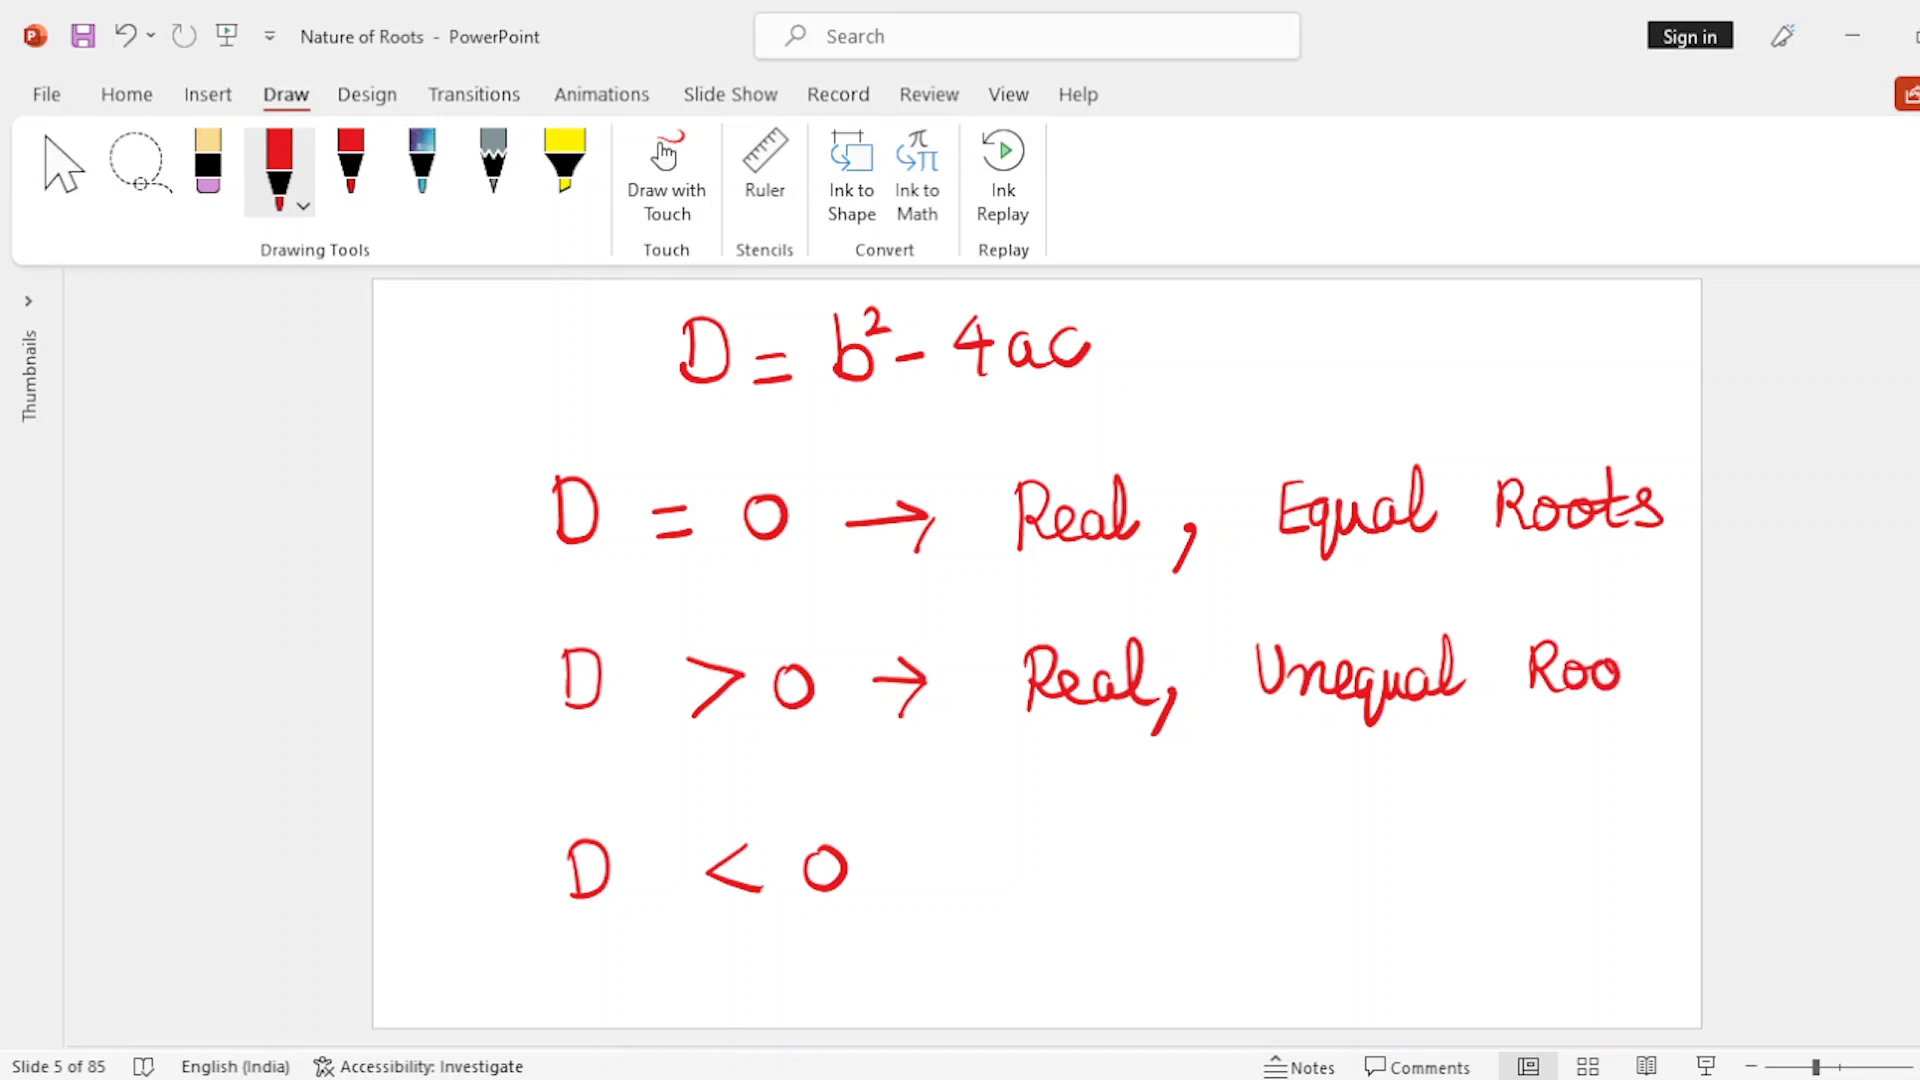 Nature of Roots - PowerPoint
Search
Sign in
File Home Insert Draw Design Transitions Animations Slide Show Record Review View Help
Draw with Touch
Ruler
Ink to Shape
Ink to Math
Ink Replay
Drawing Tools Touch Stencils Convert Replay
Thumbnails
D = b² - 4ac
D = 0 → Real, Equal Roots
D > 0 → Real, Unequal Roo
D < 0
Slide 5 of 85 English (India) Accessibility: Investigate Notes Comments